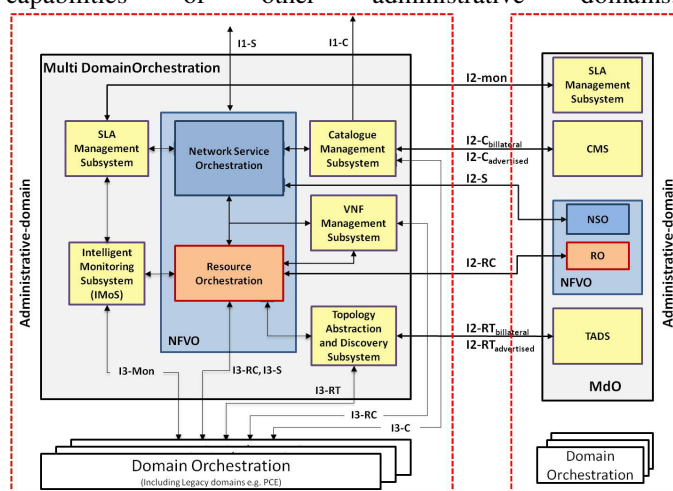 capabilities of other administrative domains.
I1-S
I1-C
Multi DomainOrchestration
I2-mon
SLA
Management
Subsystem
SLA
Management
Subsystem
Network Service
Orchestration
Catalogue
Management
Subsystem
I2-Cbillateral
I2-Cadvertised
CMS
I2-S
VNF
Management
Subsystem
NSO
Intelligent
Monitoring
Subsystem
(IMoS)
Resource
Orchestration
I2-RC
RO
NFVO
Topology
Abstraction
and Discovery
Subsystem
I2-RTbillateral
I2-RTadvertised
TADS
NFVO
I3-Mon
I3-RC, I3-S
I3-RT
MdO
I3-RC
I3-C
Administrative-domain
Administrative-domain
Domain Orchestration
(Including Legacy domains e.g. PCE)
Domain
Orchestration